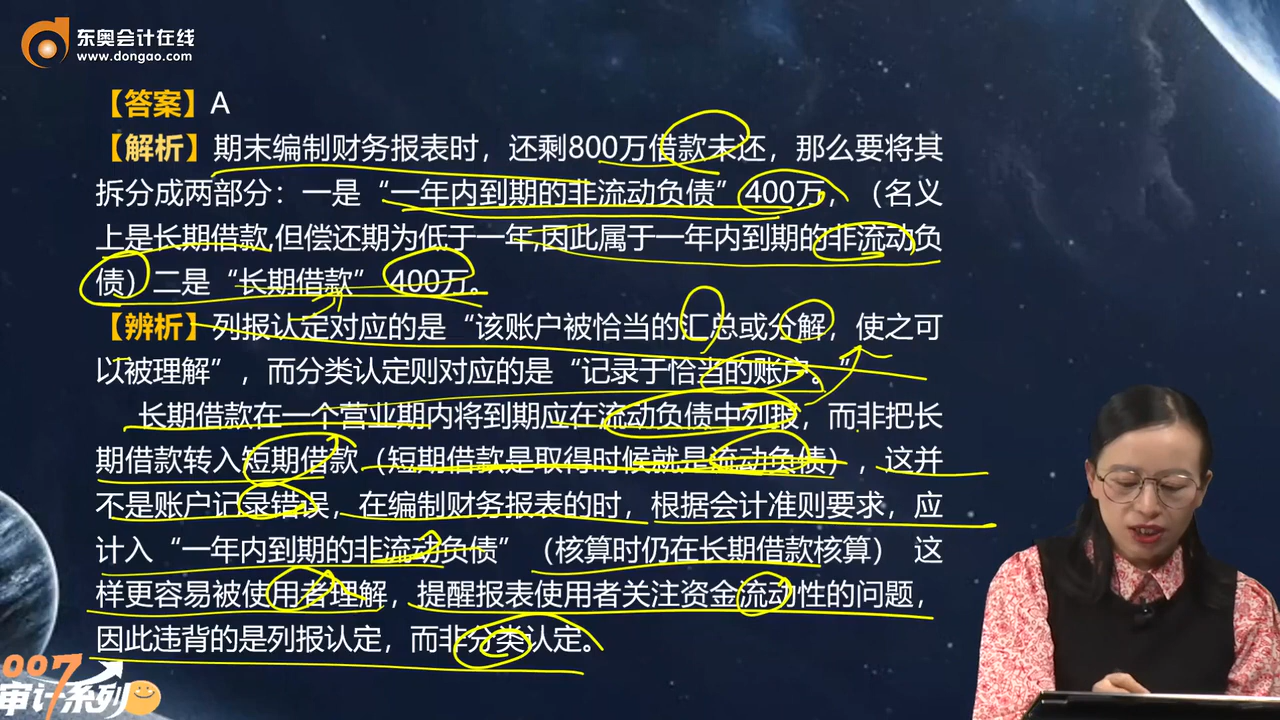 东奥会计在线
www.dongao.com
【答案】A
【解析】期末编制财务报表时，还剩800万借款未还，那么要将其
拆分成两部分：一是“一年内到期的非流动负债”400万，（名义
上是长期借款,但偿还期为低于一年,因此属于一年内到期的非流动负
债）二是“长期借款”400万。
【辨析】列报认定对应的是“该账户被恰当的汇总或分解，使之可
以被理解”，而分类认定则对应的是“记录于恰当的账户。”
长期借款在一个营业期内将到期应在流动负债中列报，而非把长
期借款转入短期借款（短期借款是取得时候就是流动负债），这并
不是账户记录错误，在编制财务报表的时，根据会计准则要求，应
计入“一年内到期的非流动负债”（核算时仍在长期借款核算） 这
样更容易被使用者理解，提醒报表使用者关注资金流动性的问题，
因此违背的是列报认定，而非分类认定。
007
审计系列